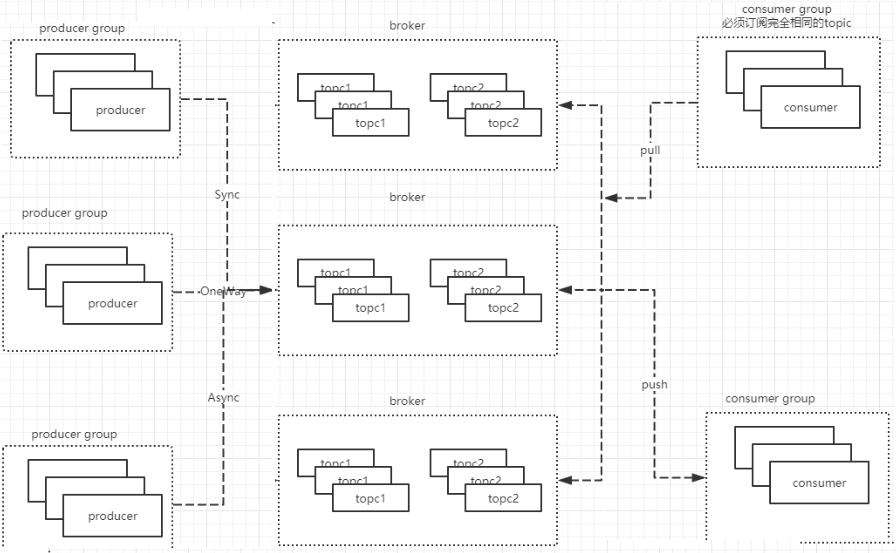 producer group
producer
Sync
producer group
producer
OneWay
Async
producer group
producer
broker
topc1
topc1
topc1
topc2
topc2
topc2
broker
topc1
topc1
topc1
topc2
topc2
topc2
broker
topc1
topc1
topc1
topc2
topc2
topc2
consumer group
必须订阅完全相同的topic
consumer
pull
push
consumer group
consumer